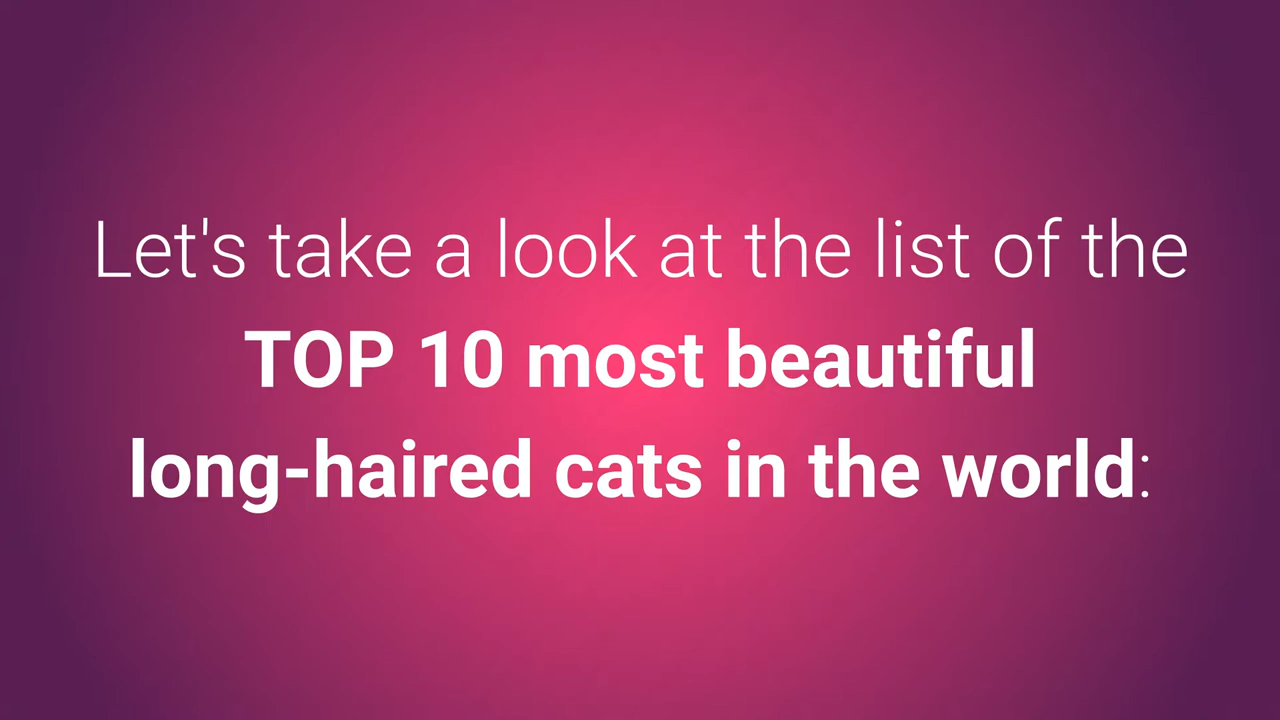 Let's take a look at the list of the
TOP 10 most beautiful
long-haired cats in the world: